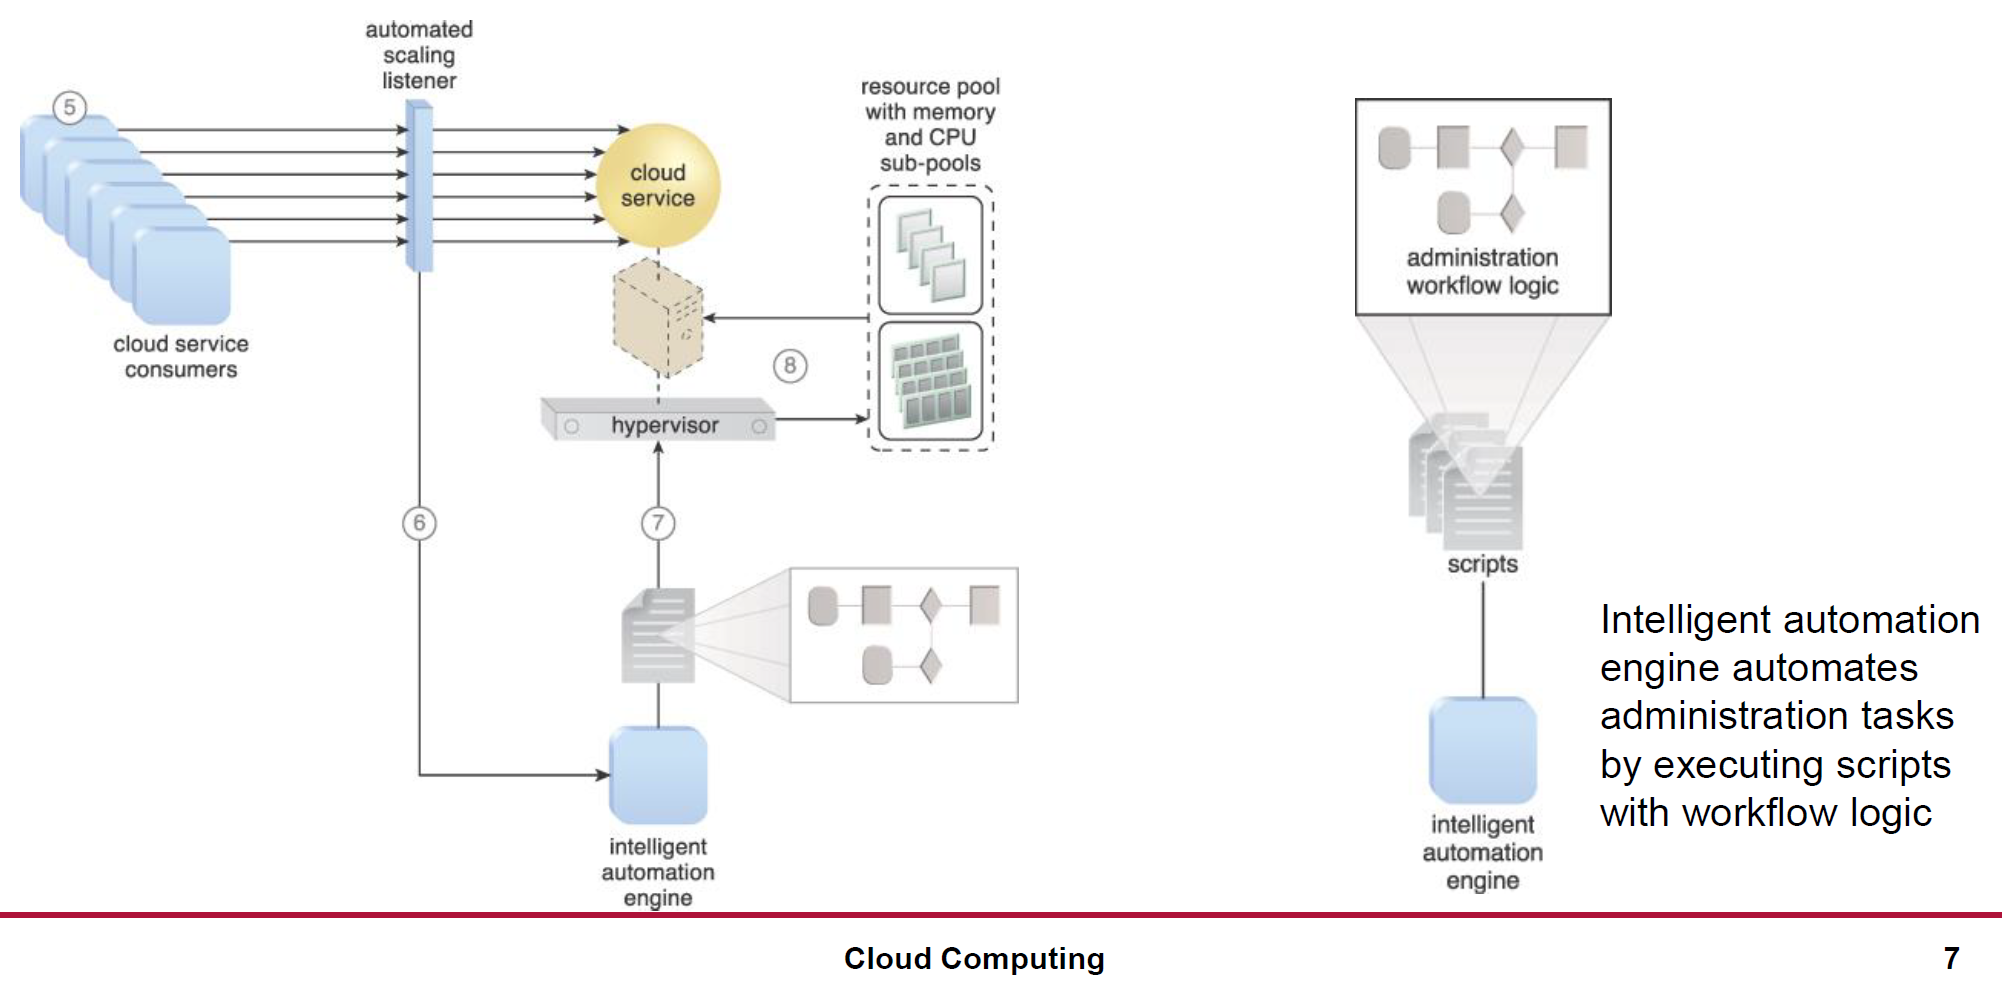 automated
scaling
listener
5
resource pool
with memory
and CPU
sub-pools
cloud
service
cloud service
consumers
8
hypervisor
6
7
intelligent
automation
engine
administration
workflow logic
scripts
intelligent
automation
engine
Intelligent automation
engine automates
administration tasks
by executing scripts
with workflow logic
Cloud Computing
7